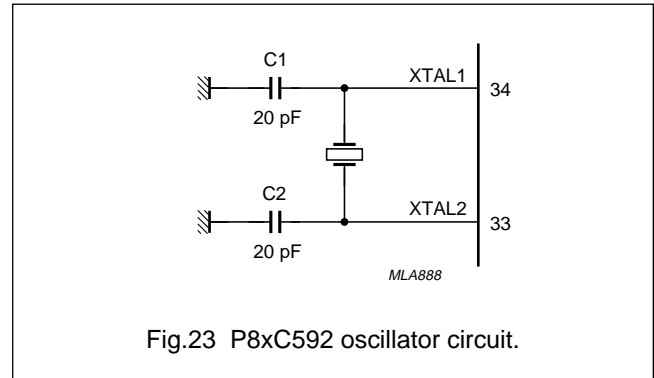 C1
XTAL1
34
20 pF
C2
XTAL2
33
20 pF
MLA888
Fig.23 P8xC592 oscillator circuit.